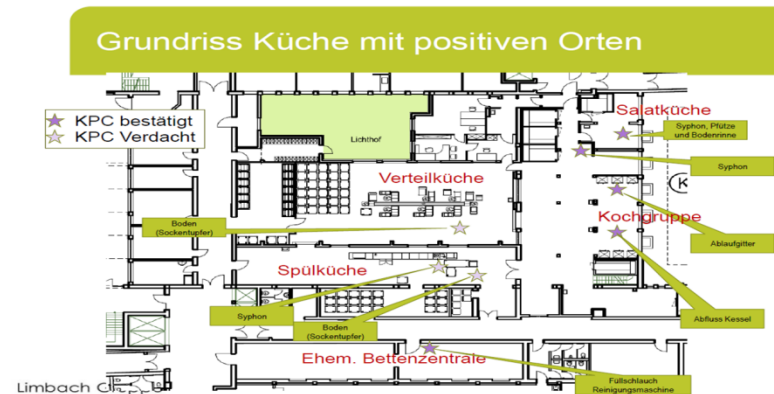 Grundriss Küche mit positiven Orten
KPC bestätigt
KPC Verdacht
Salatküche
Lichthof
Syphon, Pfütze
und Bodenrinne
Syphon
Verteilküche
Boden
(Sockentupfer)
Kochgruppe
Ablaufgitter
Spülküche
Syphon
Boden
(Sockentupfer)
Abfluss Kessel
Ehem. Bettenzentrale
Füllschlauch
Reinigungsmaschine
Limbach